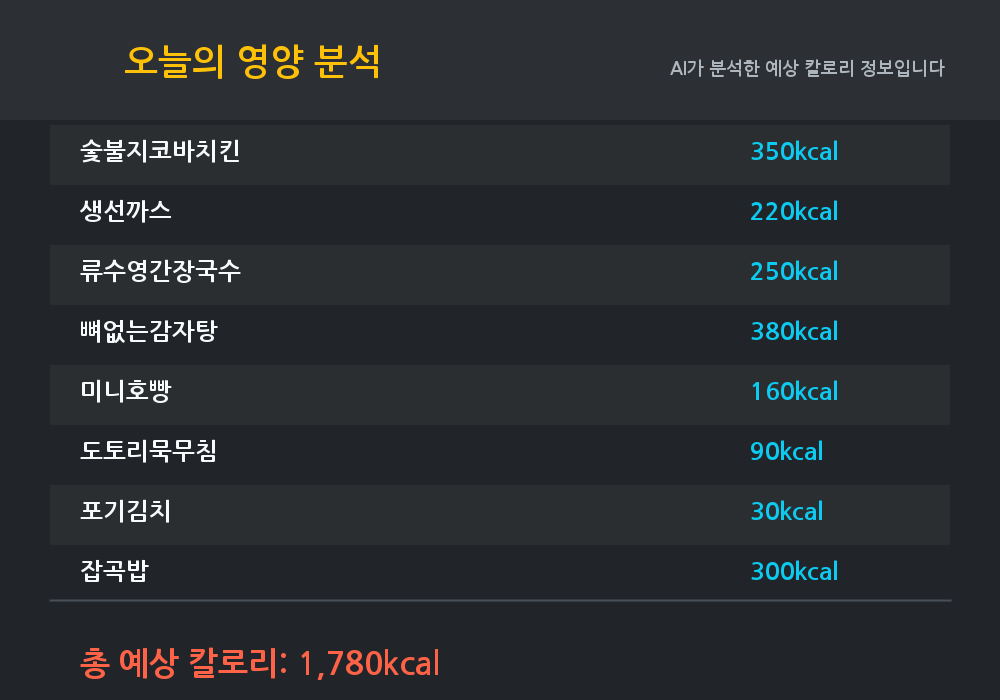 오늘의 영양 분석
AI가 분석한 예상 칼로리 정보입니다
숯불지코바치킨 350kcal
생선까스 220kcal
류수영간장국수 250kcal
뼈없는감자탕 380kcal
미니호빵 160kcal
도토리묵무침 90kcal
포기김치 30kcal
잡곡밥 300kcal
총 예상 칼로리: 1,780kcal